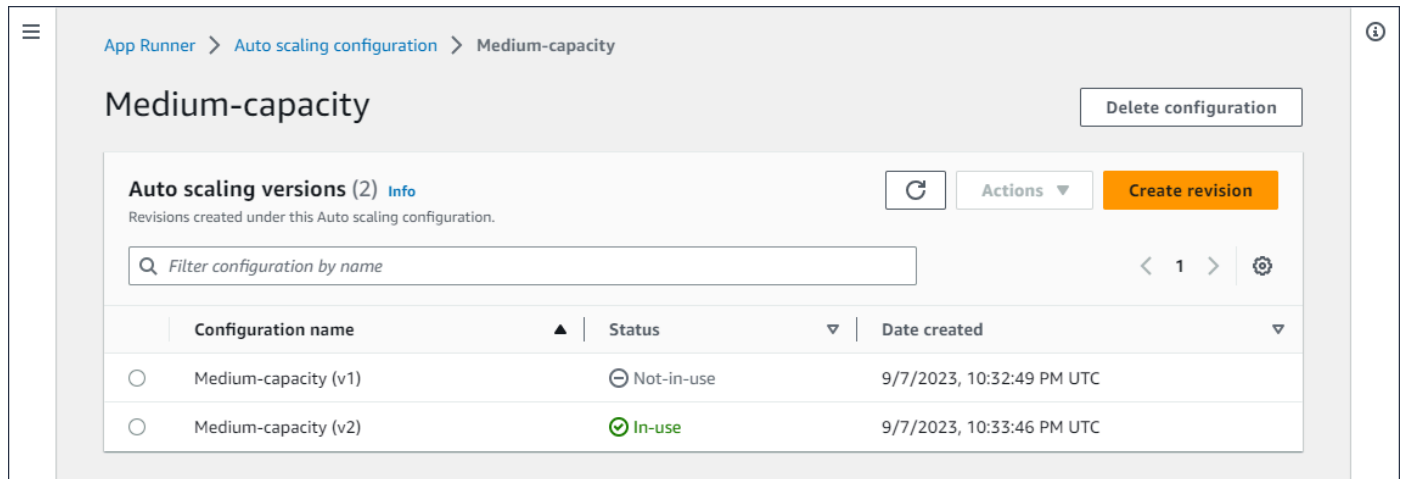 App Runner > Auto scaling configuration > Medium-capacity
Medium-capacity
Delete configuration
Auto scaling versions (2) Info
Actions
Create revision
Revisions created under this Auto scaling configuration.
Filter configuration by name
1
Configuration name Status Date created
Medium-capacity (v1) Not-in-use 9/7/2023, 10:32:49 PM UTC
Medium-capacity (v2) In-use 9/7/2023, 10:33:46 PM UTC